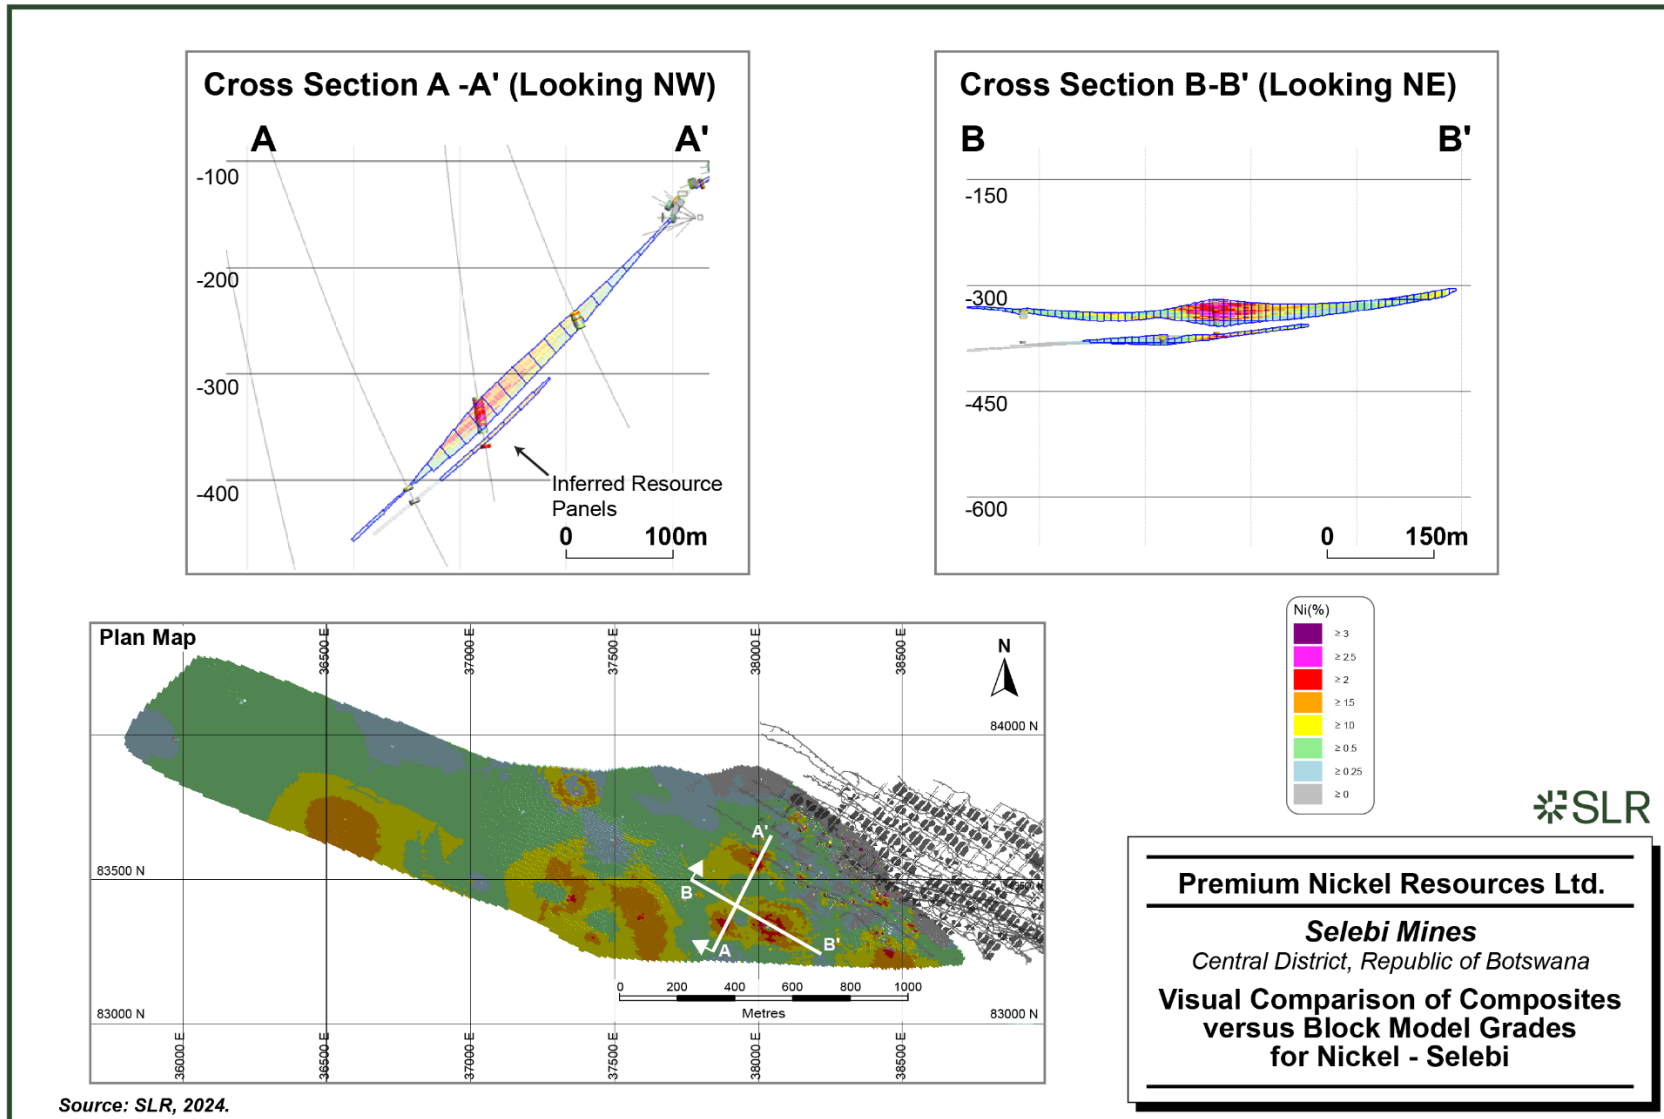 Cross Section A -A' (Looking NW)
A
A'
-100
-200
-300
-400
Inferred Resource
Panels
0
100m
Cross Section B-B' (Looking NE)
B
B'
-150
-300
-450
-600
0
150m
Ni(%)
≥ 3
≥ 2.5
≥ 2
≥ 15
≥ 10
≥ 0.5
≥ 0.25
≥ 0
Plan Map
36500 E
37000 E
37500 E
38000 E
38500 E
N
84000 N
83500 N
A'
B
A
B'
0
200
400
600
800
1000
Metres
83000 N
83000 N
36000 E
36500 E
37000 E
37500 E
38000 E
38500 E
SLR
Premium Nickel Resources Ltd.
Selebi Mines
Central District, Republic of Botswana
Visual Comparison of Composites
versus Block Model Grades
for Nickel - Selebi
Source: SLR, 2024.